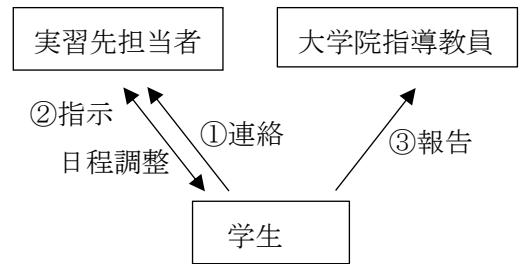 実習先担当者
大学院指導教員
②指示
日程調整
①連絡
③報告
学生